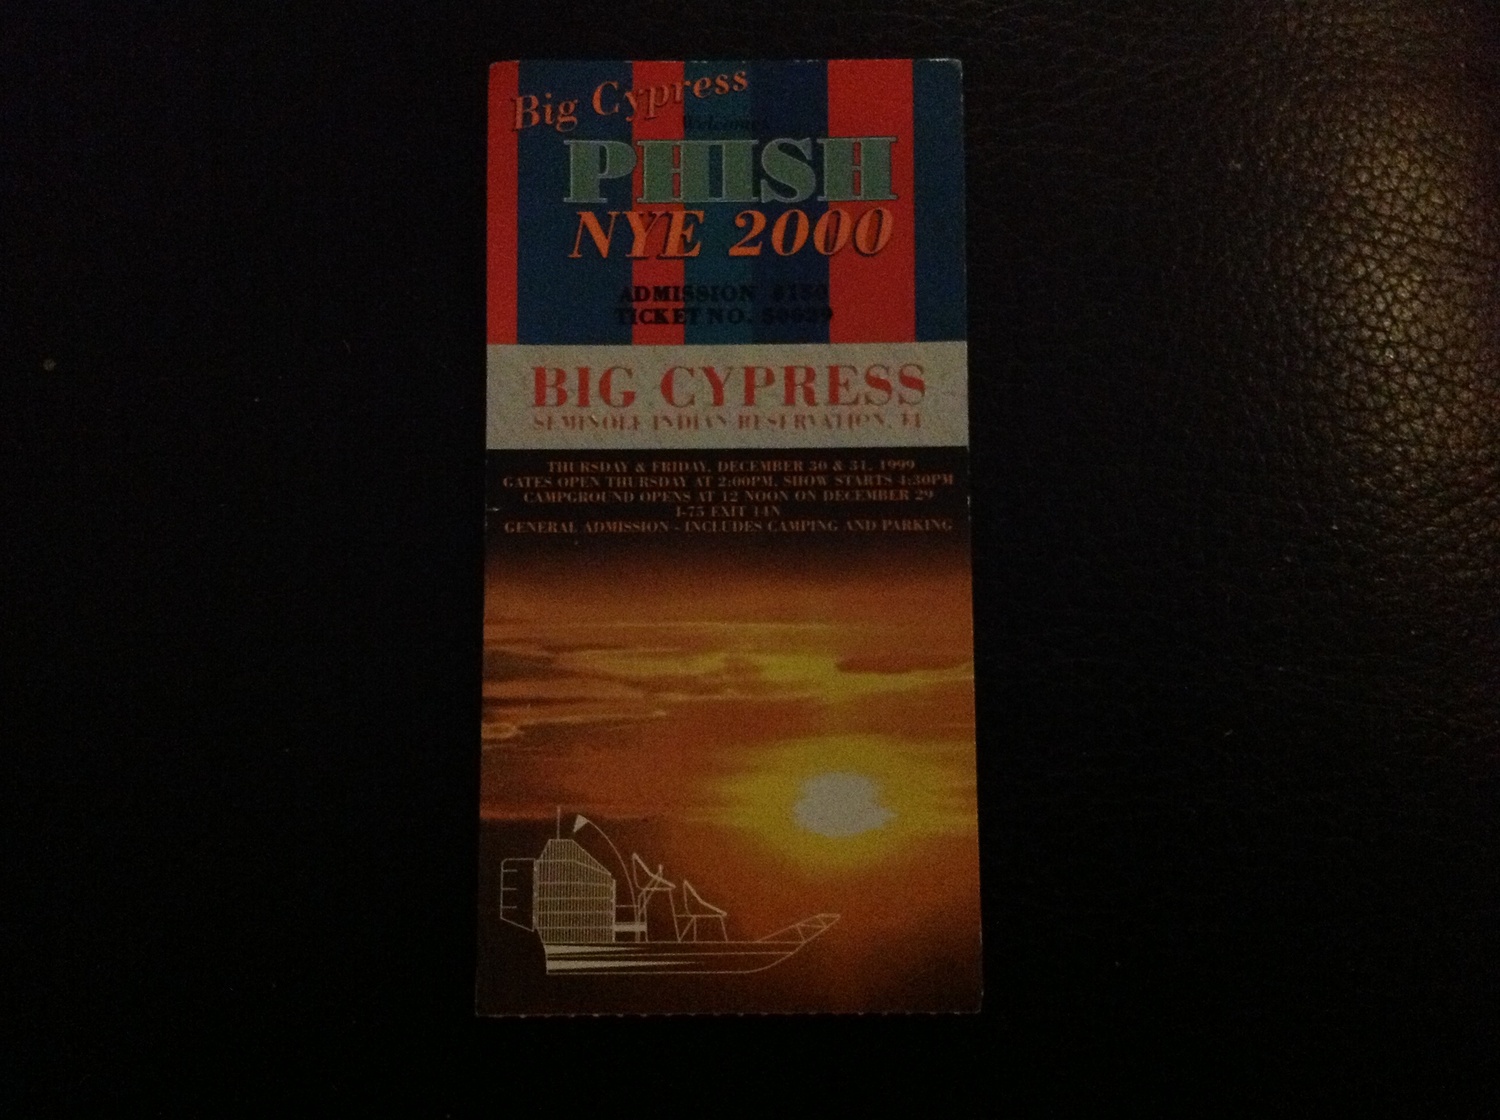 Big Cypress
Welcomes
PHISH
NYE 2000
ADMISSION $150
TICKET NO.
BIG CYPRESS
SEMINOLE INDIAN RESERVATION, FL
THURSDAY & FRIDAY, DECEMBER 30 & 31, 1999
GATES OPEN THURSDAY AT 2:00PM, SHOW STARTS 4:30PM
CAMPGROUND OPENS AT 12 NOON ON DECEMBER 29
I-75 EXIT 14N
GENERAL ADMISSION - INCLUDES CAMPING AND PARKING